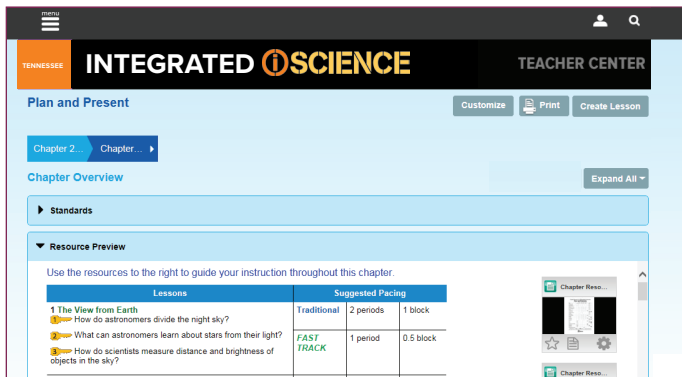 menu
TENNESSEE
INTEGRATED iSCIENCE
TEACHER CENTER
Plan and Present
Customize
Print
Create Lesson
Chapter 2...
Chapter...
Chapter Overview
Expand All
Standards
Resource Preview
Use the resources to the right to guide your instruction throughout this chapter.
Lessons
Suggested Pacing
1 The View from Earth
1 How do astronomers divide the night sky?
Traditional
2 periods
1 block
2 What can astronomers learn about stars from their light?
3 How do scientists measure distance and brightness of
objects in the sky?
FAST
TRACK
1 period
0.5 block
Chapter Reso...
Chapter Reso...